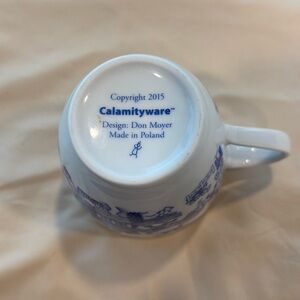 Copyright 2015
Calamityware™
Design: Don Moyer
Made in Poland